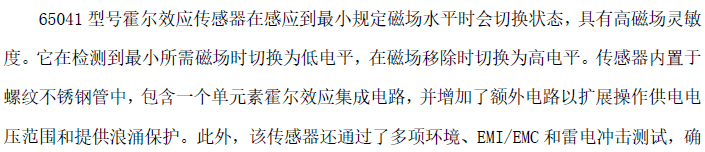 65041 型号霍尔效应传感器在感应到最小规定磁场水平时会切换状态，具有高磁场灵敏
度。它在检测到最小所需磁场时切换为低电平，在磁场移除时切换为高电平。传感器内置于
螺纹不锈钢管中，包含一个单元素霍尔效应集成电路，并增加了额外电路以扩展操作供电电
压范围和提供浪涌保护。此外，该传感器还通过了多项环境、EMI/EMC 和雷电冲击测试，确